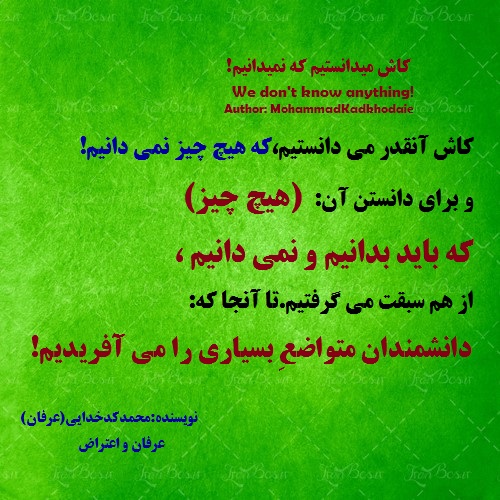 کاش میدانستیم که نمیدانیم!
We don't know anything!
Author: MohammadKadkhodaie
کاش آنقدر می دانستیم،که هیچ چیز نمی دانیم!
و برای دانستن آن: (هیچ چیز)
که باید بدانیم و نمی دانیم ،
از هم سبقت می گرفتیم.تا آنجا که:
دانشمندان متواضعِ بسیاری را می آفریدیم!
نویسنده:محمدکدخدایی(عرفان)
عرفان و اعتراض